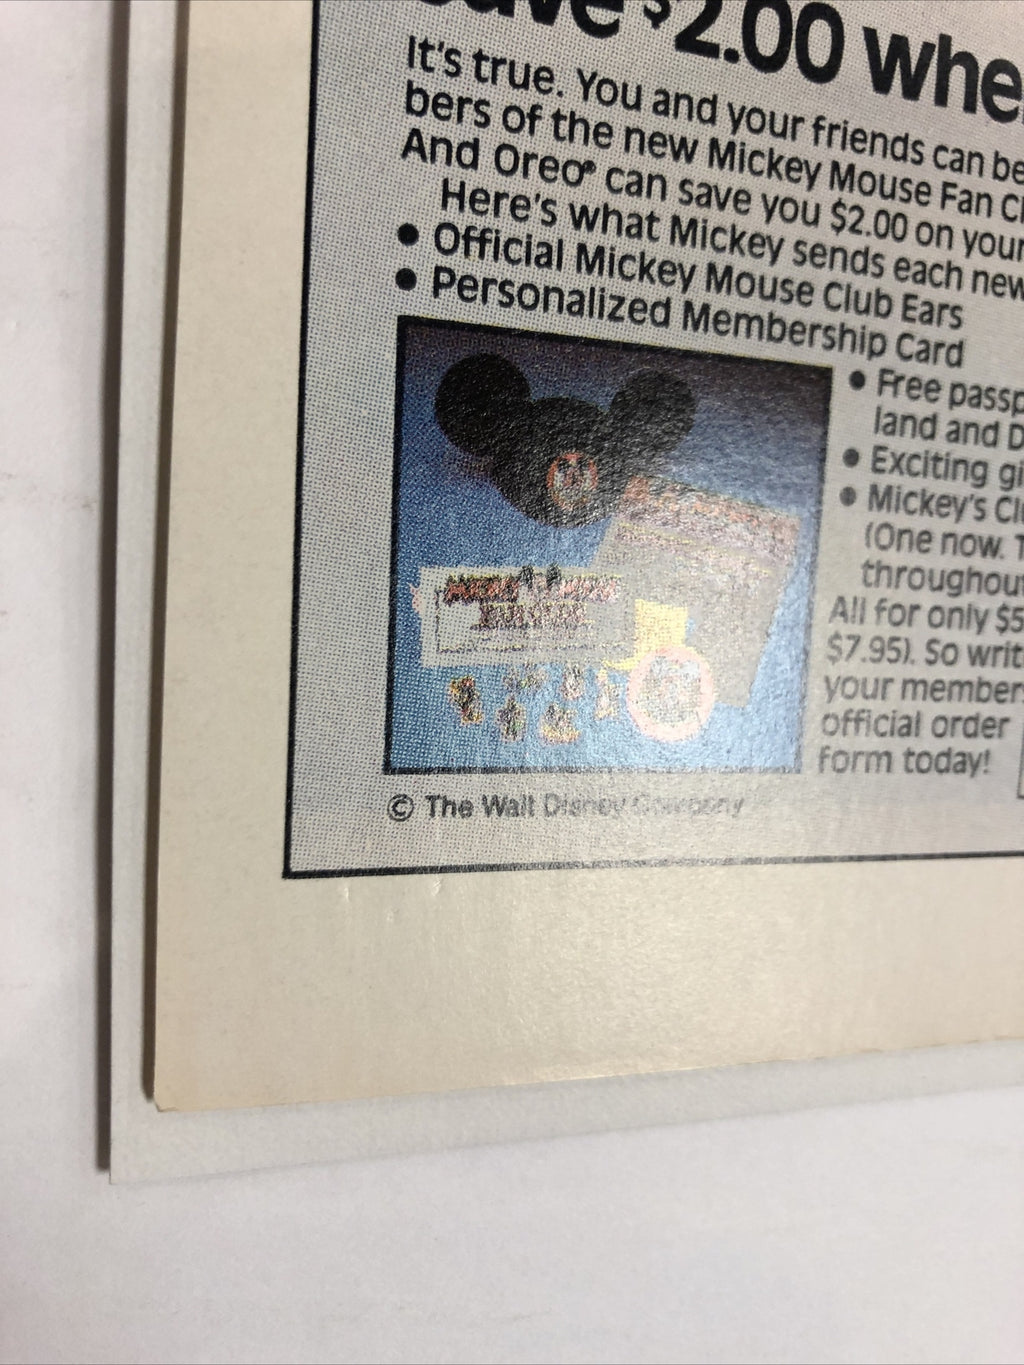 $2.00 whe
It's true. You and your friends can be
bers of the new Mickey Mouse Fan Cl
And Oreo® can save you $2.00 on your
Here's what Mickey sends each new
• Official Mickey Mouse Club Ears
• Personalized Membership Card
• Free passp
land and D
• Exciting gi
• Mickey's Cl
(One now. T
throughout
All for only $5
$7.95). So writ
your member
official order
form today!
© The Walt Disney Company